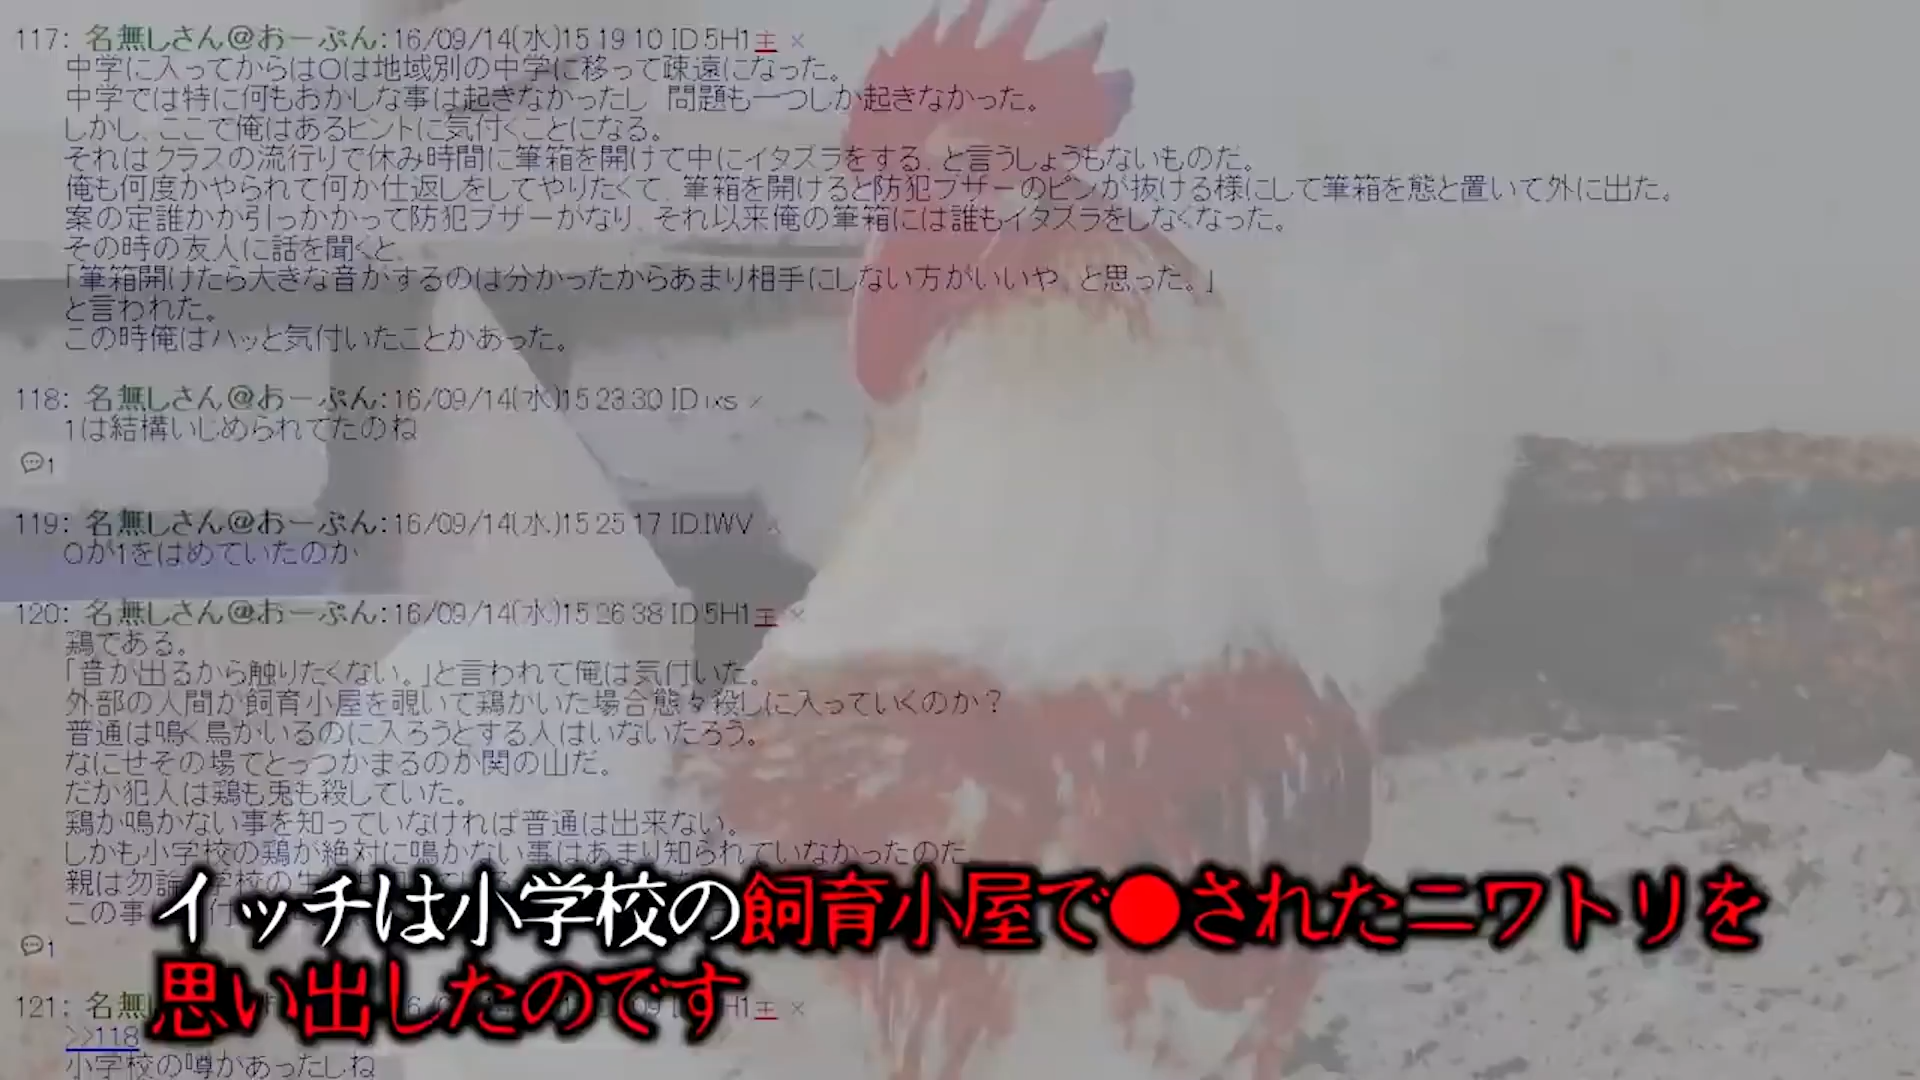 117: 名無しさん@おーぷん:16/09/14(水)15 19 10 ID 5H1主 ×
中学に入ってからはOは地域別の中学に移って疎遠になった。
中学では特に何もおかしな事は起きなかったし 問題も一つしか起きなかった。
しかし、ここで俺はあるヒントに気付くことになる。
それはクラスの流行りで休み時間に筆箱を開けて中にイタズラをする、と言うしょうもないものだ。
俺も何度かやられて何か仕返しをしてやりたくて、筆箱を開けると防犯ブザーのピンが抜ける様にして筆箱を態と置いて外に出た。
案の定誰かが引っかかって防犯ブザーがなり、それ以来俺の筆箱には誰もイタズラをしなくなった。
その時の友人に話を聞くと、
「筆箱開けたら大きな音がするのは分かったからあまり相手にしない方がいいや、と思った。」
と言われた。
この時俺はハッと気付いたことがあった。
118: 名無しさん@おーぷん:16/09/14(水)15 23 30 ID ixs ×
1は結構いじめられてたのね
1
119: 名無しさん@おーぷん:16/09/14(水)15 25 17 ID.IWV ×
Oが1をはめていたのか
120: 名無しさん@おーぷん:16/09/14(水)15 26 38 ID 5H1主 ×
鶏である。
「音が出るから触りたくない。」と言われて俺は気付いた。
外部の人間が飼育小屋を覗いて鶏がいた場合態々殺しに入っていくのか?
普通は鳴く鳥がいるのに入ろうとする人はいないだろう。
なにせその場でとっつかまるのが関の山だ。
だが犯人は鶏も兎も殺していた。
鶏が鳴かない事を知っていなければ普通は出来ない。
しかも小学校の鶏が絶対に鳴かない事はあまり知られていなかったのだ
親は勿論 学校の
この事
イッチは小学校の飼育小屋で●されたニワトリを
思い出したのです
1
121: 名無 H1主 ×
>>118
小学校の噂があったしね